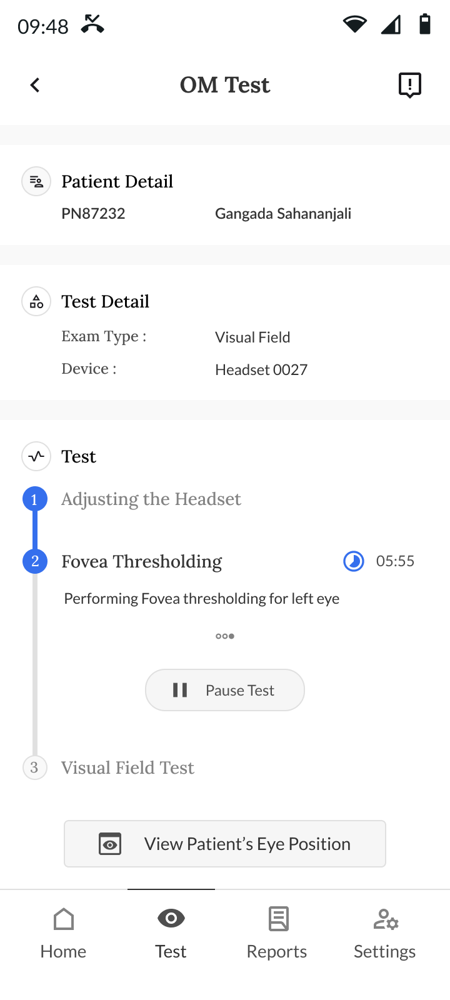 09:48
OM Test
Patient Detail
PN87232 Gangada Sahananjali
Test Detail
Exam Type : Visual Field
Device : Headset 0027
Test
1 Adjusting the Headset
2 Fovea Thresholding 05:55
Performing Fovea thresholding for left eye
Pause Test
3 Visual Field Test
View Patient’s Eye Position
Home Test Reports Settings